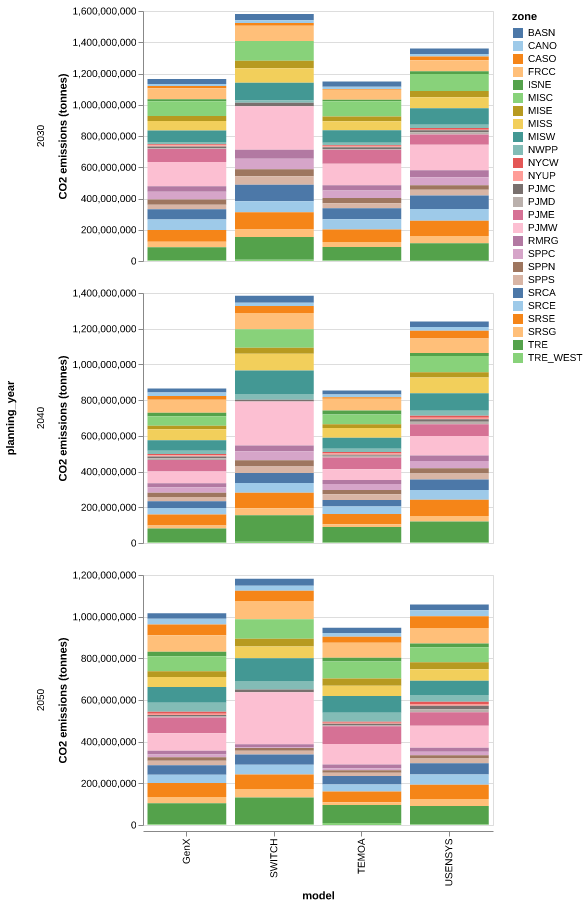 zone
BASN
CANO
CASO
FRCC
ISNE
MISC
MISE
MISS
MISW
NWPP
NYCW
NYUP
PJMC
PJMD
PJME
PJMW
RMRG
SPPC
SPPN
SPPS
SRCA
SRCE
SRSE
SRSG
TRE
TRE_WEST
planning_year
2030
CO2 emissions (tonnes)
1,600,000,000
1,400,000,000
1,200,000,000
1,000,000,000
800,000,000
600,000,000
400,000,000
200,000,000
0
2040
CO2 emissions (tonnes)
1,400,000,000
1,200,000,000
1,000,000,000
800,000,000
600,000,000
400,000,000
200,000,000
0
2050
CO2 emissions (tonnes)
1,200,000,000
1,000,000,000
800,000,000
600,000,000
400,000,000
200,000,000
0
GenX
SWITCH
TEMOA
USENSYS
model